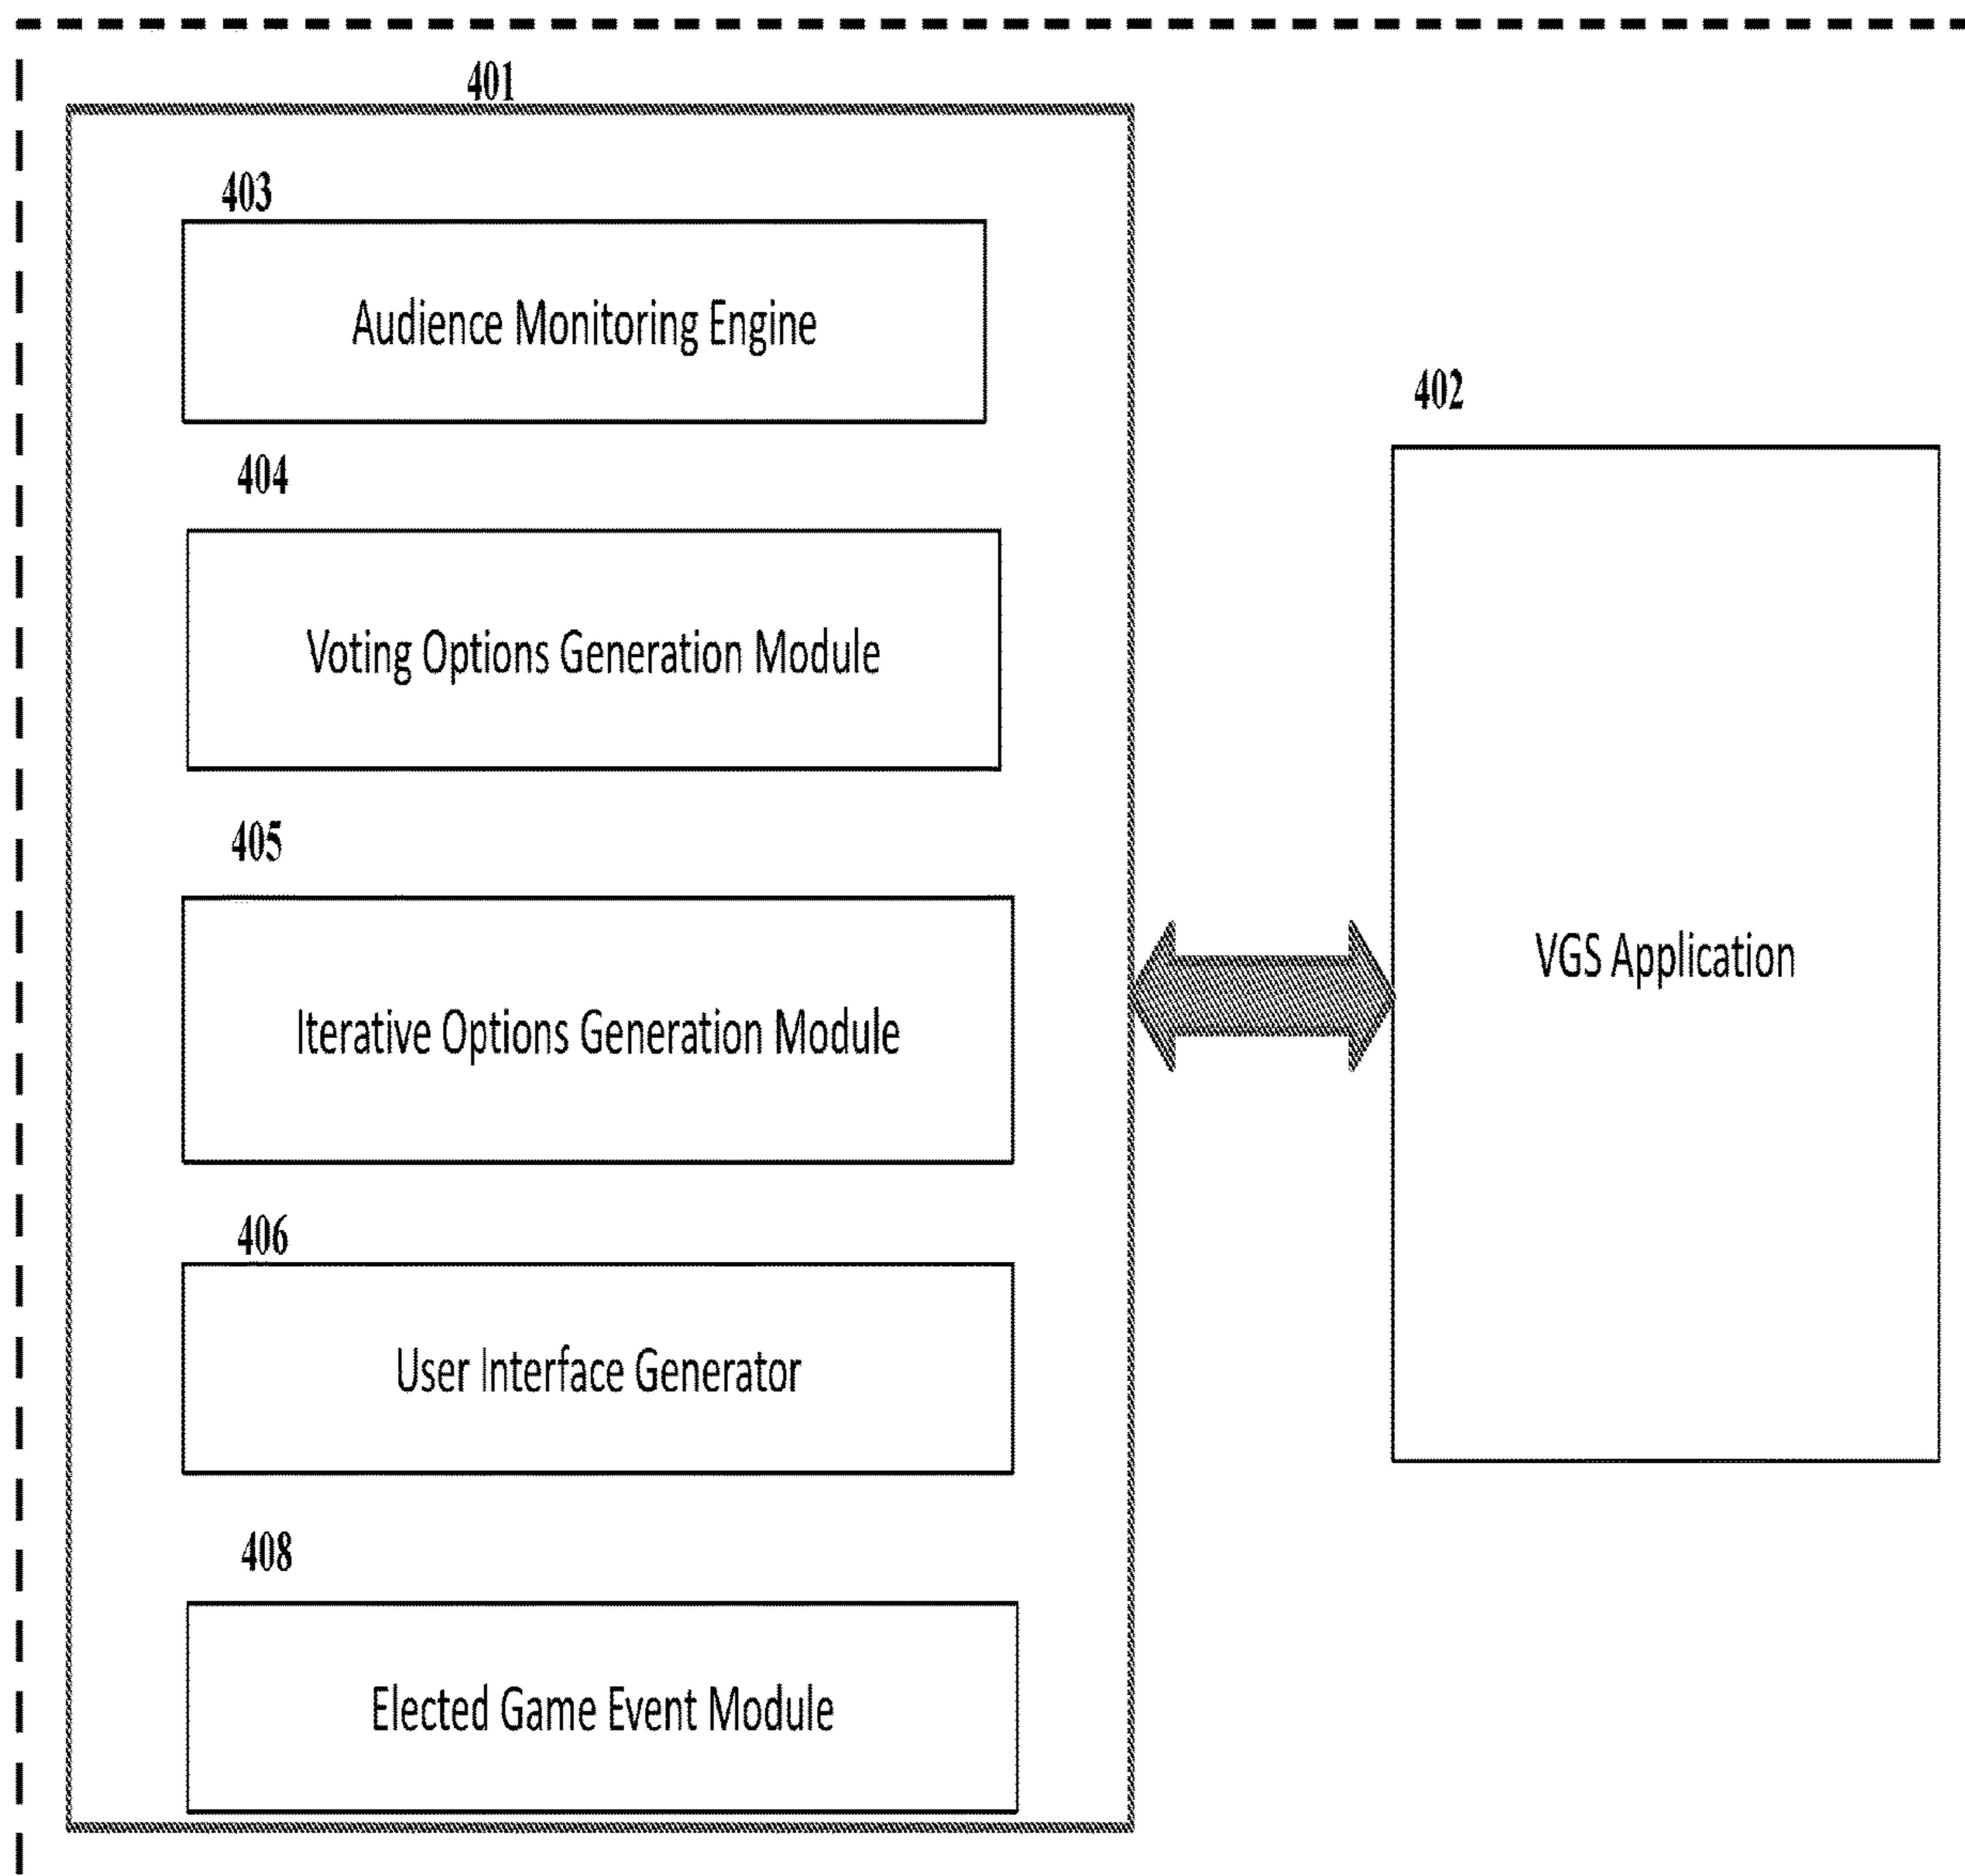 401
403
Audience Monitoring Engine
404
Voting Options Generation Module
405
Iterative Options Generation Module
406
User Interface Generator
408
Elected Game Event Module
402
VGS Application